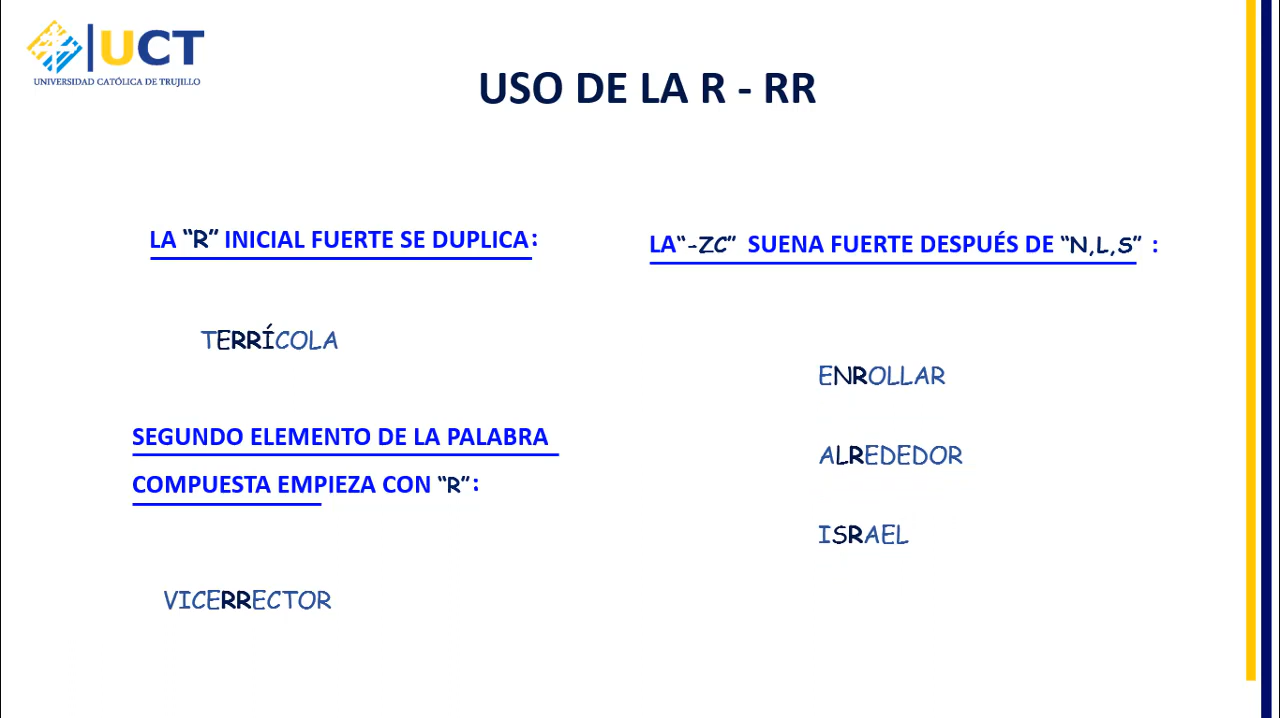 UCT
UNIVERSIDAD CATÓLICA DE TRUJILLO
USO DE LA R - RR
LA “R” INICIAL FUERTE SE DUPLICA:
TERRÍCOLA
SEGUNDO ELEMENTO DE LA PALABRA
COMPUESTA EMPIEZA CON “R”:
VICERRECTOR
LA“-ZC” SUENA FUERTE DESPUÉS DE “N,L,S” :
ENROLLAR
ALREDEDOR
ISRAEL